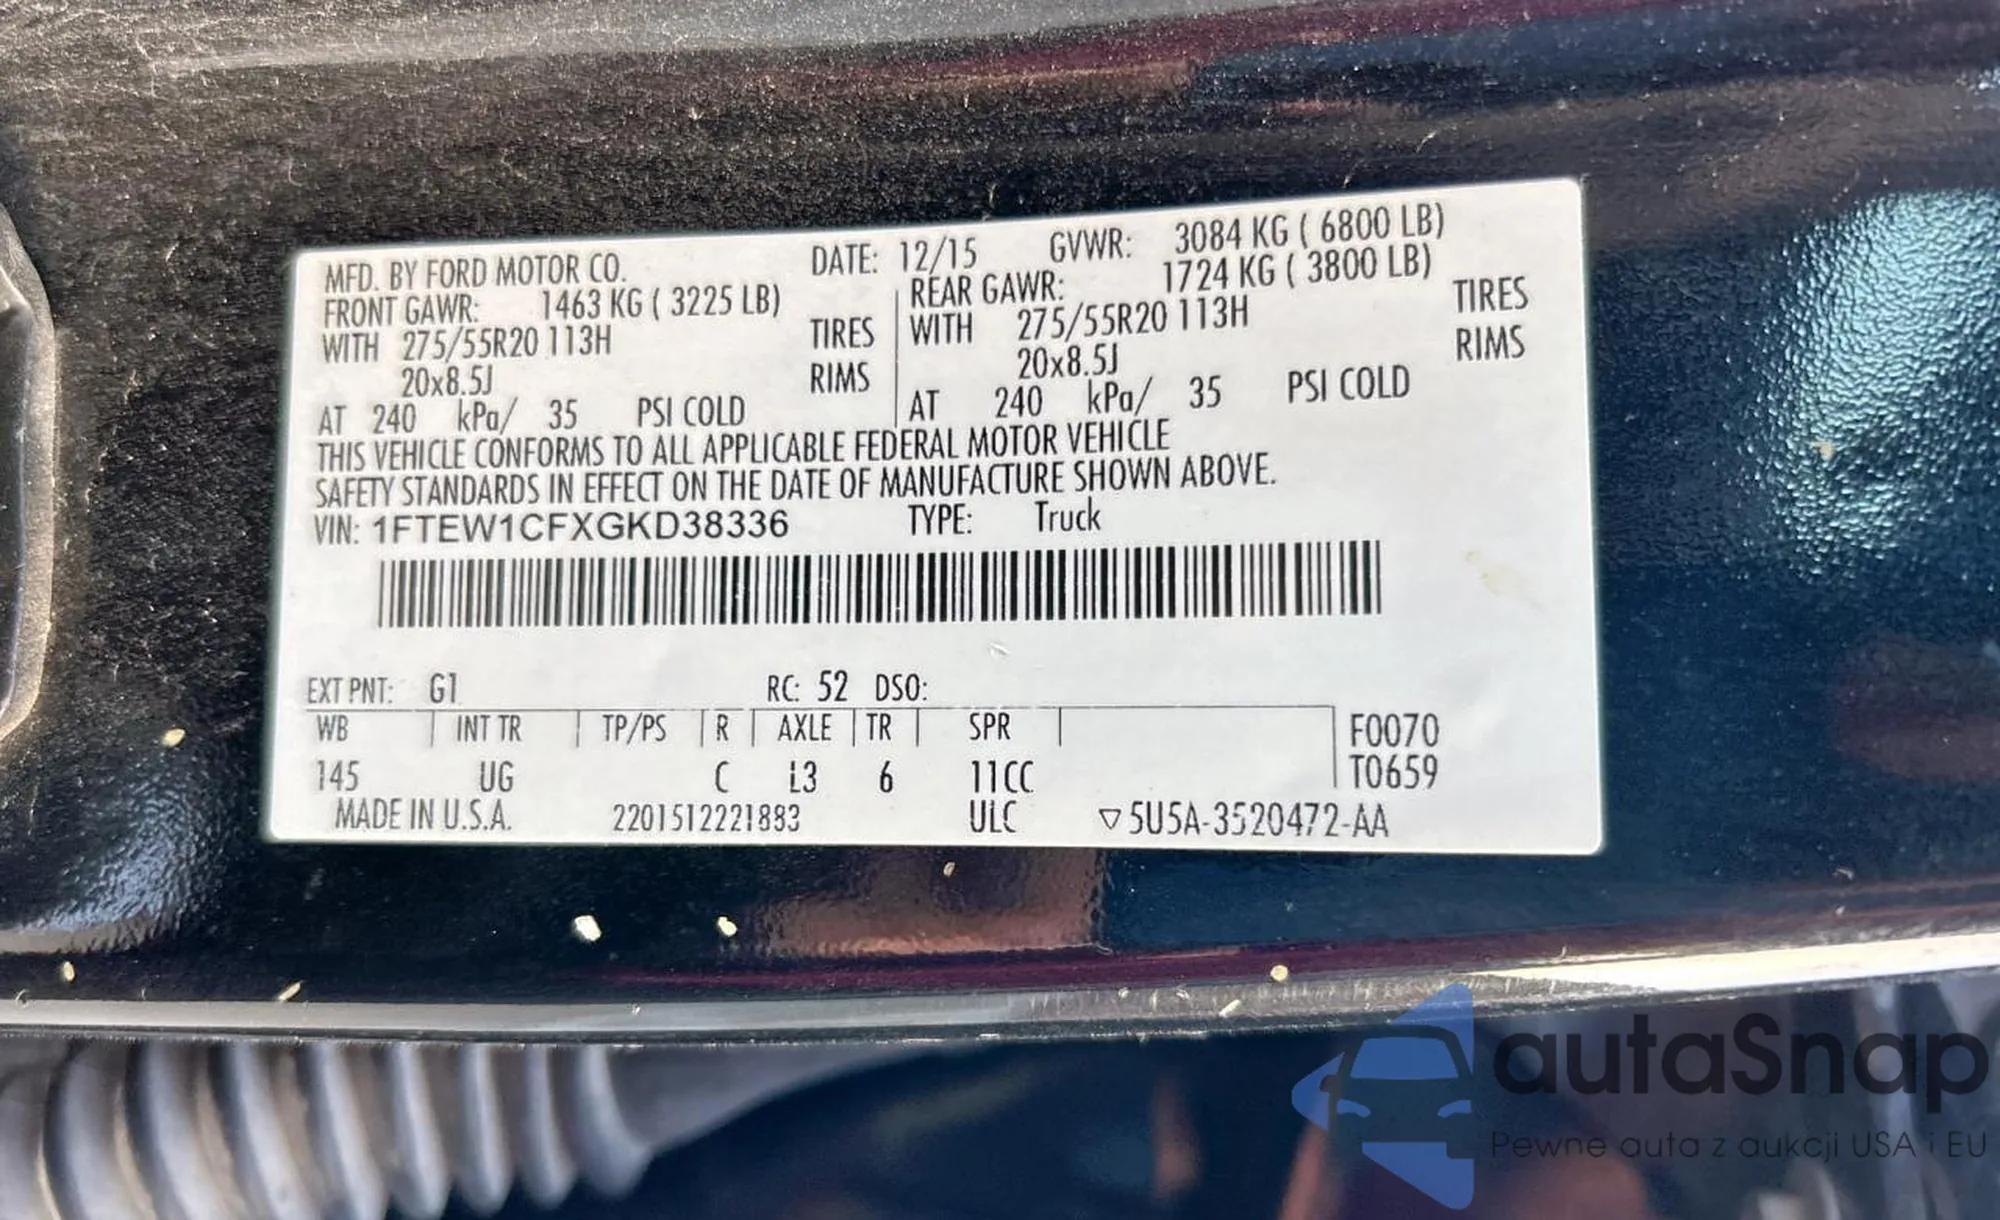 MFD. BY FORD MOTOR CO. DATE: 12/15 GVWR: 3084 KG ( 6800 LB)
FRONT GAWR: 1463 KG ( 3225 LB) REAR GAWR: 1724 KG ( 3800 LB)
WITH 275/55R20 113H TIRES WITH 275/55R20 113H TIRES
20x8.5J RIMS 20x8.5J RIMS
AT 240 kPa/ 35 PSI COLD AT 240 kPa/ 35 PSI COLD
THIS VEHICLE CONFORMS TO ALL APPLICABLE FEDERAL MOTOR VEHICLE
SAFETY STANDARDS IN EFFECT ON THE DATE OF MANUFACTURE SHOWN ABOVE.
VIN: 1FTEW1CFXGKD38336 TYPE: Truck
EXT PNT: G1 RC: 52 DSO:
WB INT TR TP/PS R AXLE TR SPR F0070
145 UG C L3 6 11CC T0659
MADE IN U.S.A. 2201512221883 ULC ▽5U5A-3520472-AA
autaSnap
Pewne auta z aukcji USA i EU